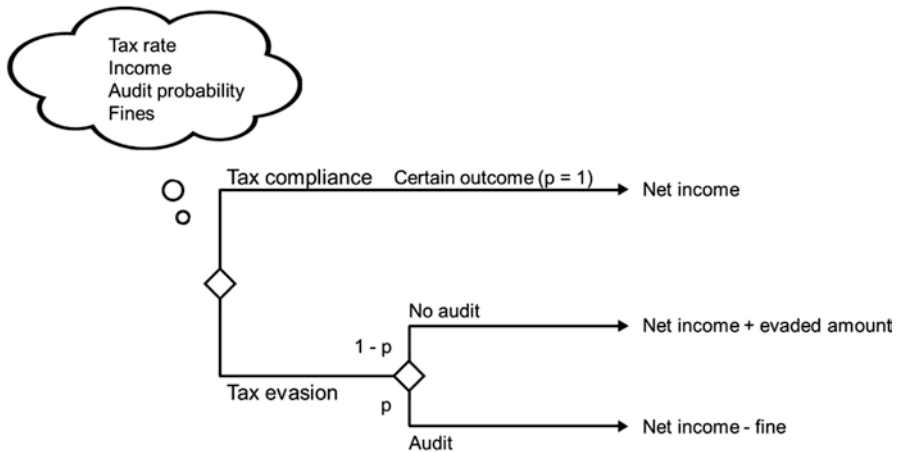 Tax rate
Income
Audit probability
Fines
Tax compliance Certain outcome (p = 1)
Net income
No audit
Net income + evaded amount
1 - p
Tax evasion
p
Net income - fine
Audit